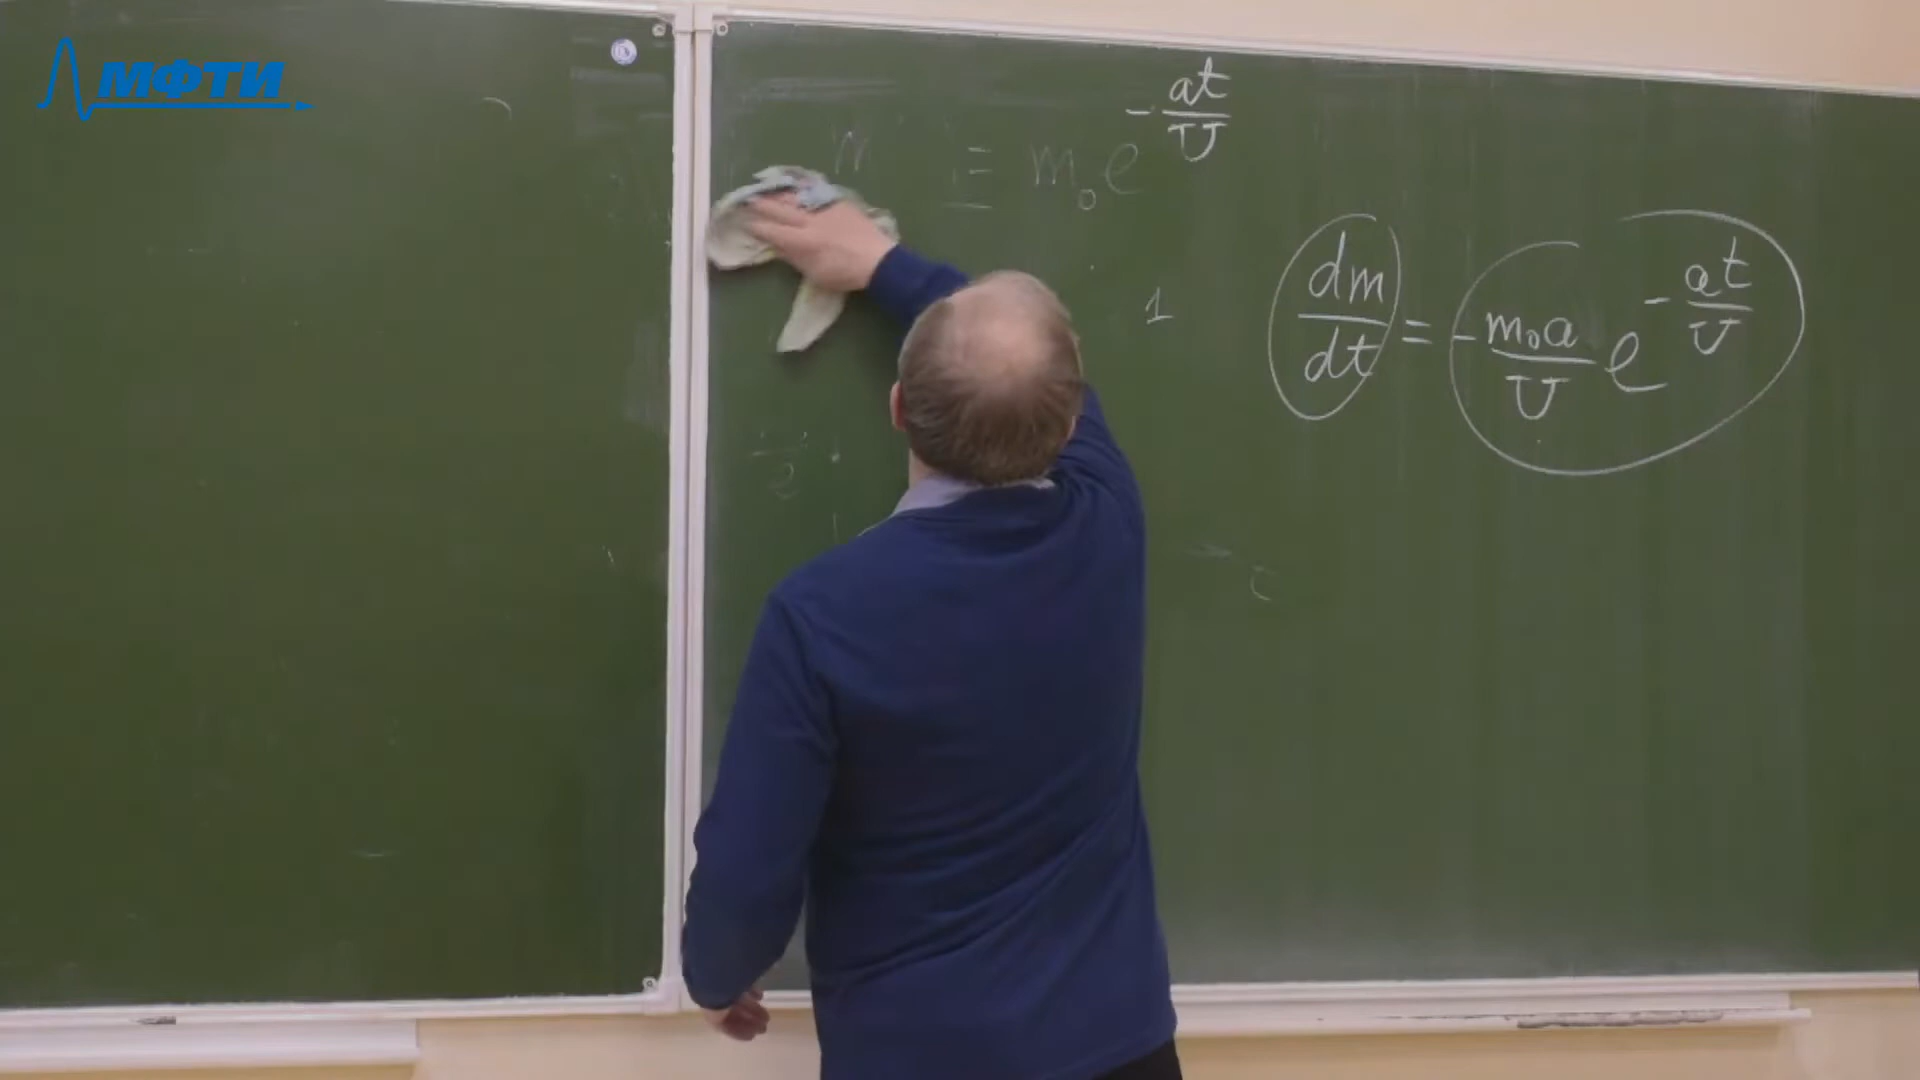 МФТИ
m = m₀e^{-at/U}
1
dm/dt = -m₀a/U e^{-at/U}